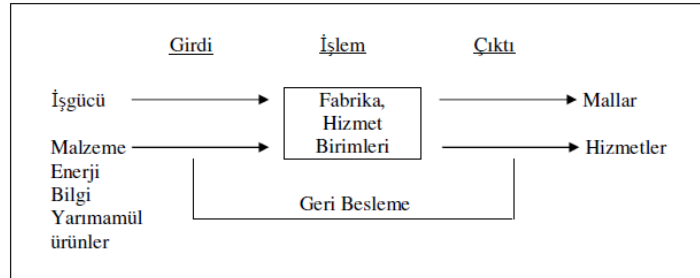 Girdi İşlem Çıktı
İşgücü Fabrika, Mallar
Hizmet
Malzeme Birimleri Hizmetler
Enerji
Bilgi
Yarımamül Geri Besleme
ürünler